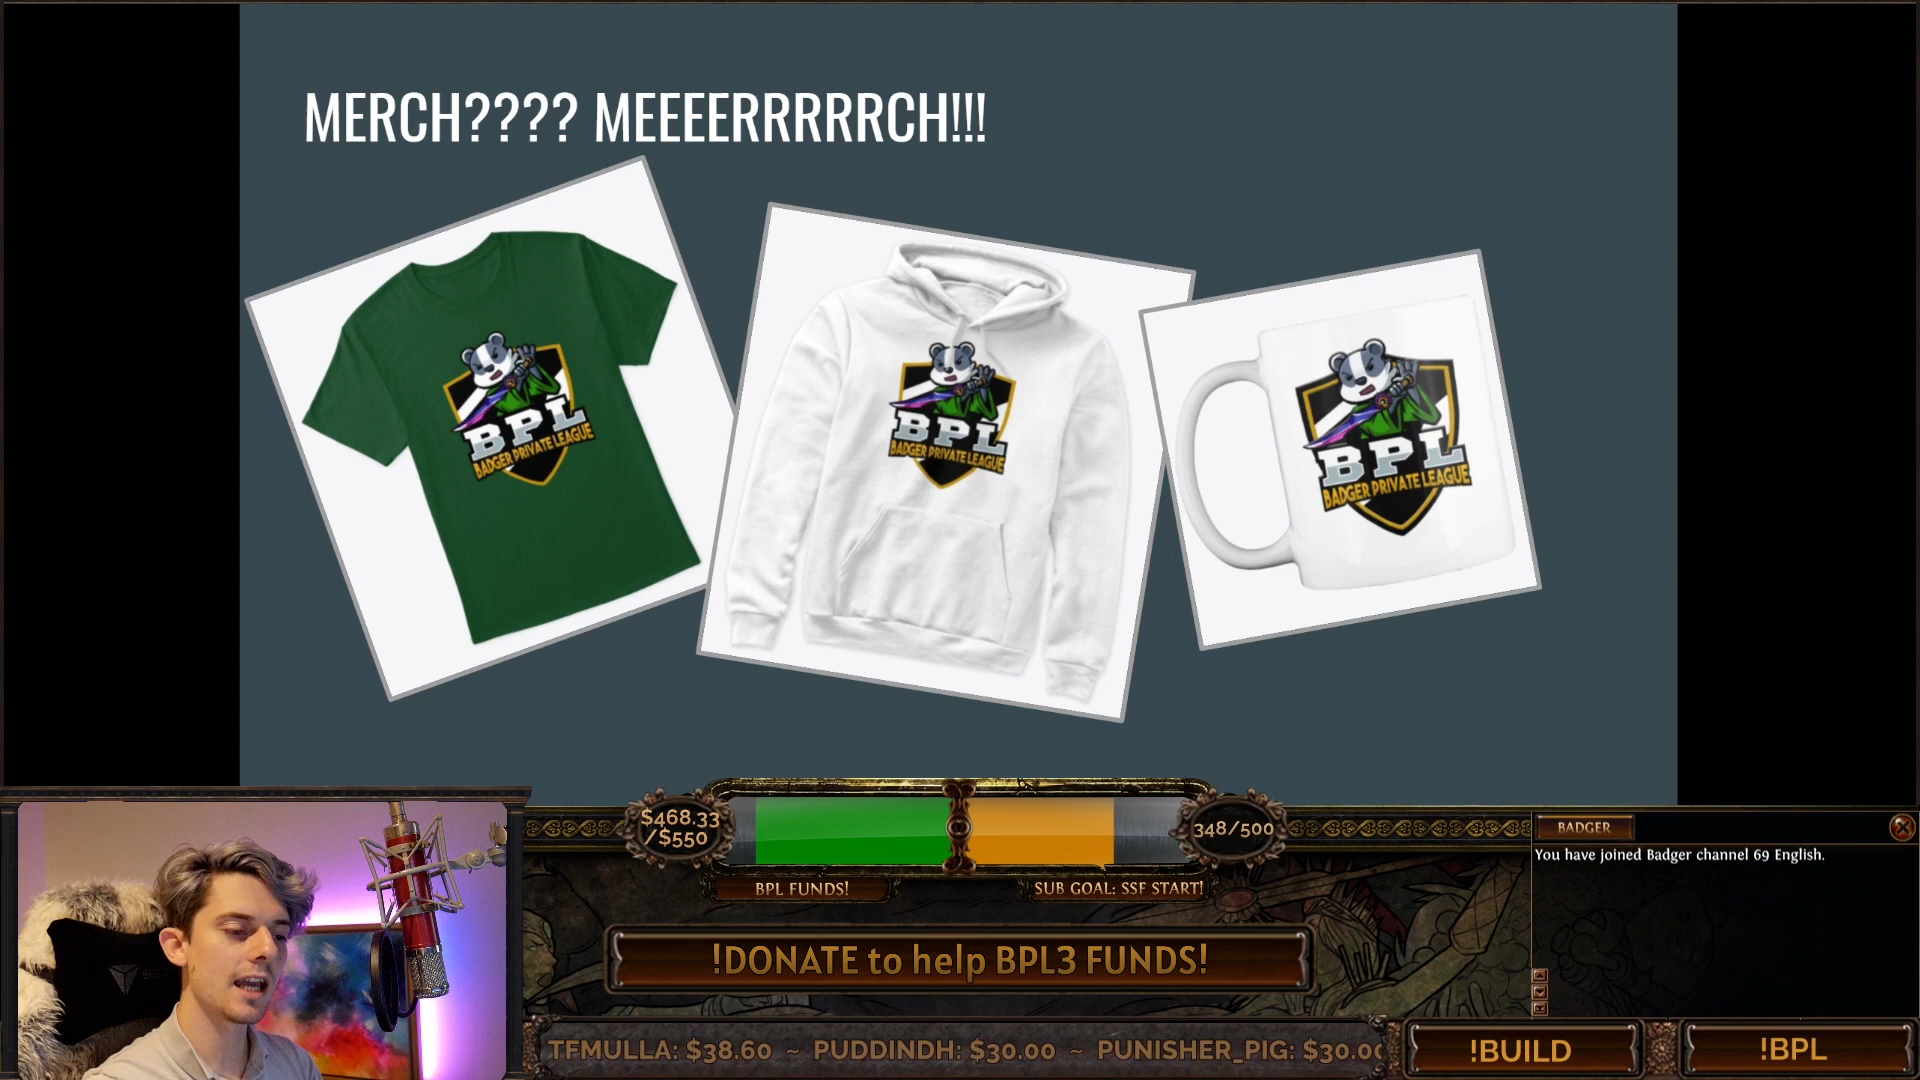 MERCH???? MEEEERRRRRCH!!!
BPL
BADGER PRIVATE LEAGUE
BPL
BADGER PRIVATE LEAGUE
BPL
BADGER PRIVATE LEAGUE
$468.33
/$550
348/500
BPL FUNDS!
SUB GOAL: SSF START!
!DONATE to help BPL3 FUNDS!
BADGER
You have joined Badger channel 69 English.
TFMULLA: $38.60 ~ PUDDINDH: $30.00 ~ PUNISHER_PIG: $30.00
!BUILD
!BPL